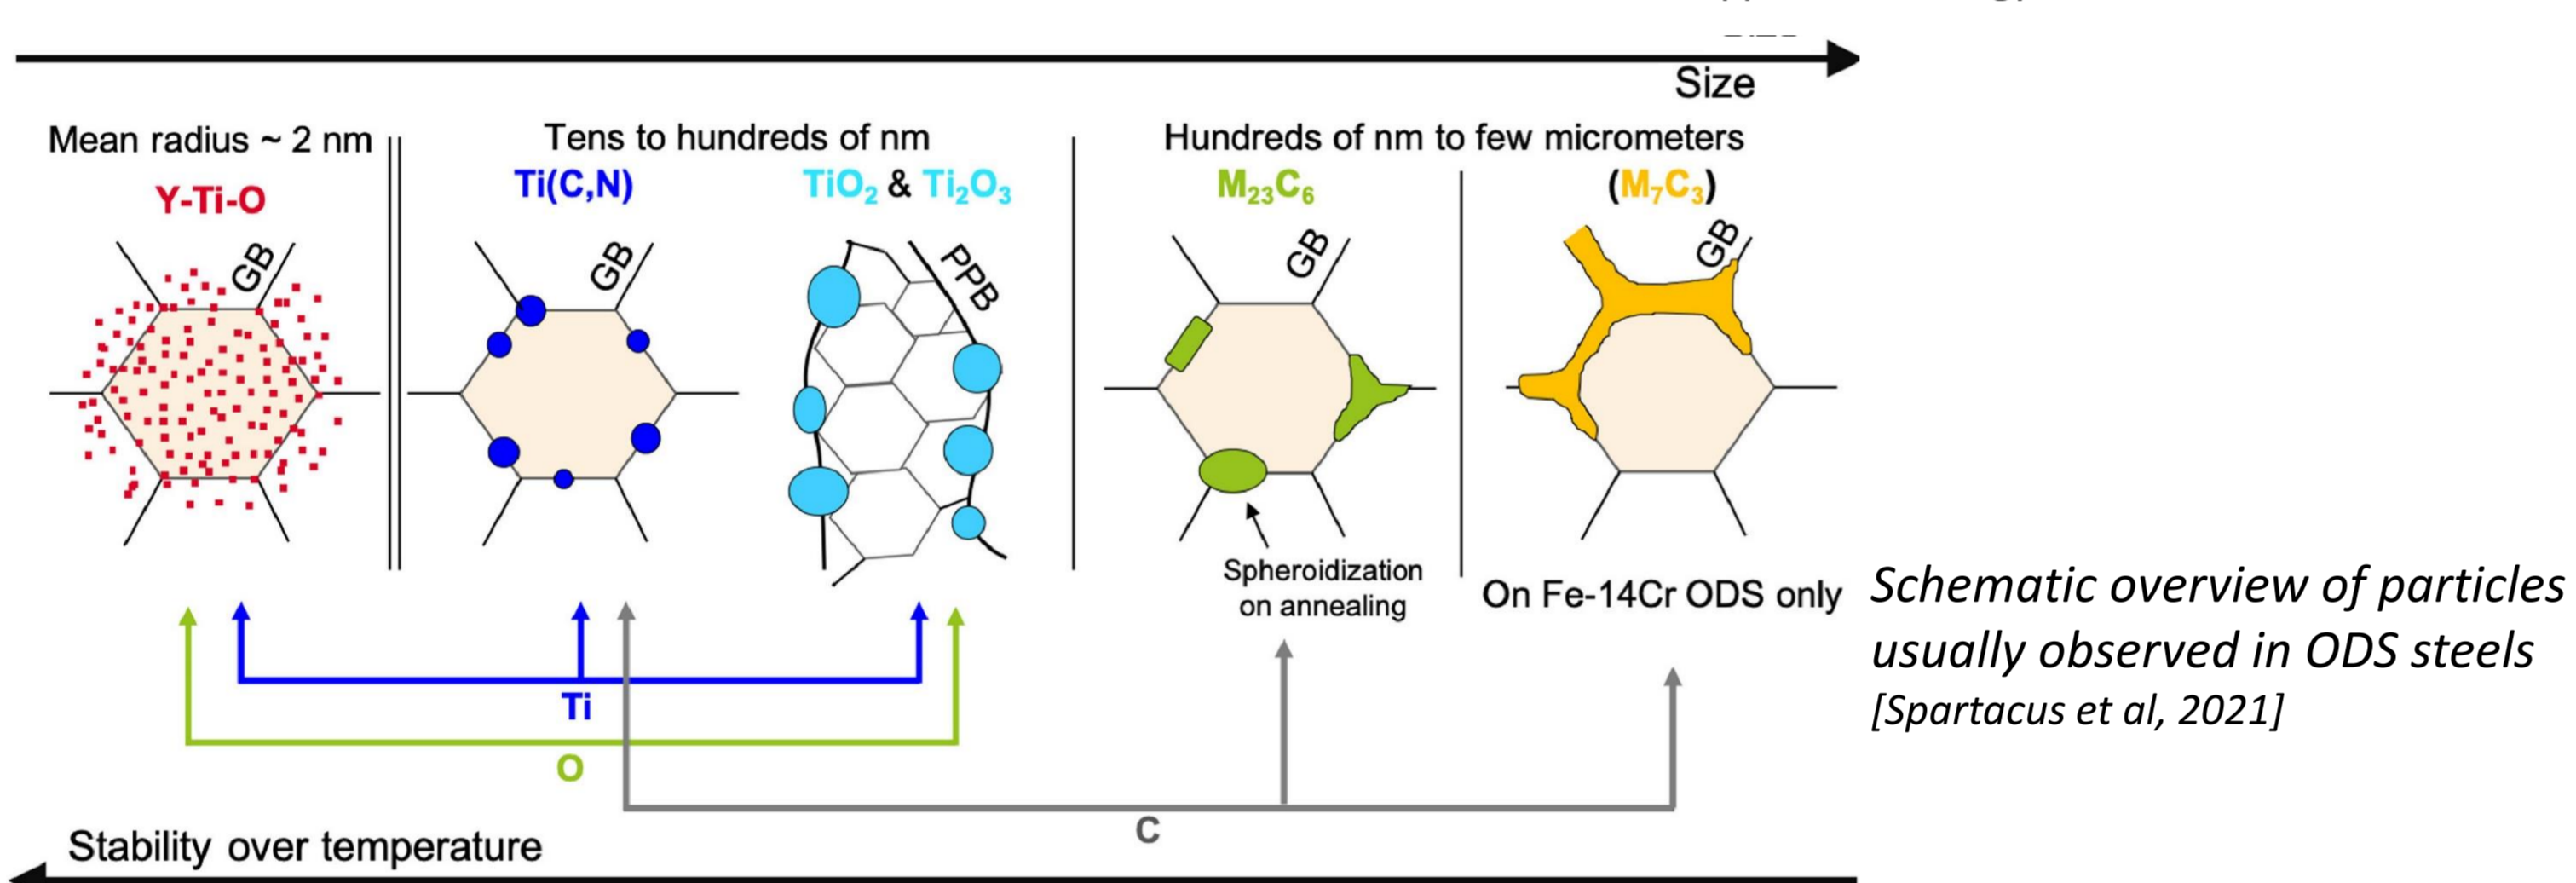 Size
Mean radius ~ 2 nm
Tens to hundreds of nm
Hundreds of nm to few micrometers
Y-Ti-O
Ti(C,N)
TiO₂ & Ti₂O₃
M₂₃C₆
(M₇C₃)
GB
GB
PPB
GB
GB
Spheroidization
on annealing
On Fe-14Cr ODS only
Schematic overview of particles
usually observed in ODS steels
[Spartacus et al, 2021]
Ti
O
C
Stability over temperature